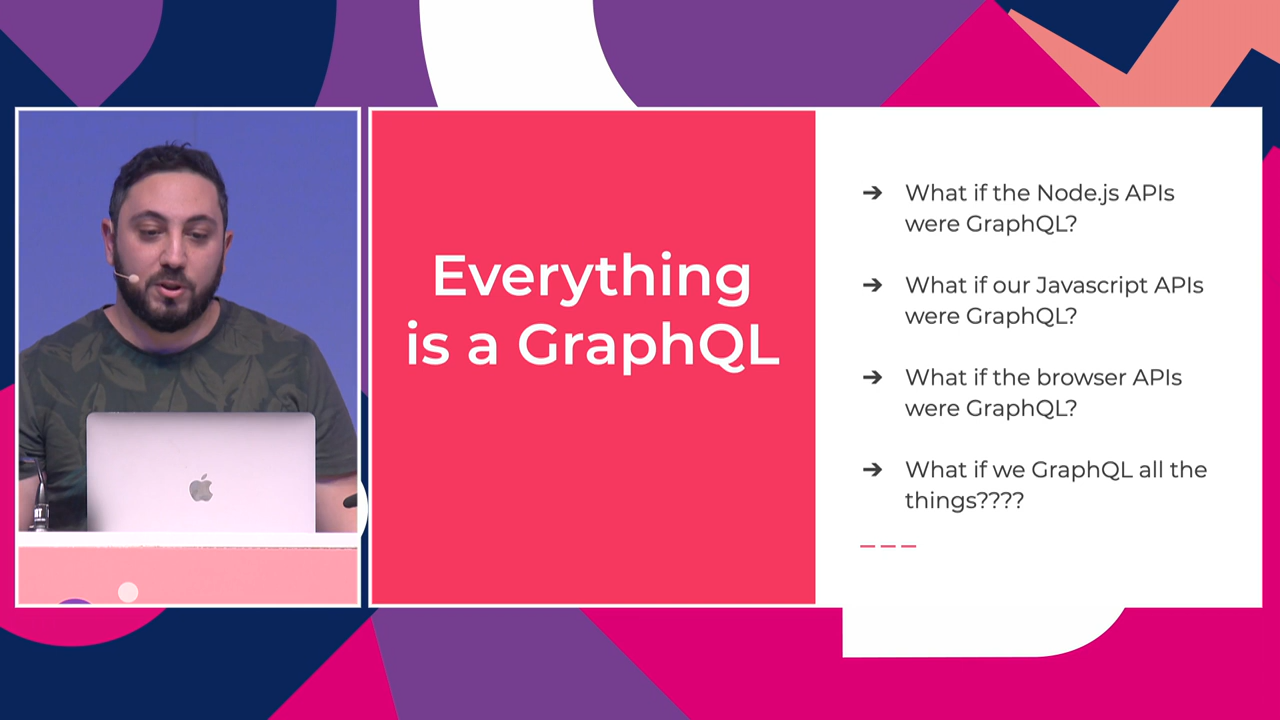 Everything
is a GraphQL
➔ What if the Node.js APIs
were GraphQL?
➔ What if our Javascript APIs
were GraphQL?
➔ What if the browser APIs
were GraphQL?
➔ What if we GraphQL all the
things????